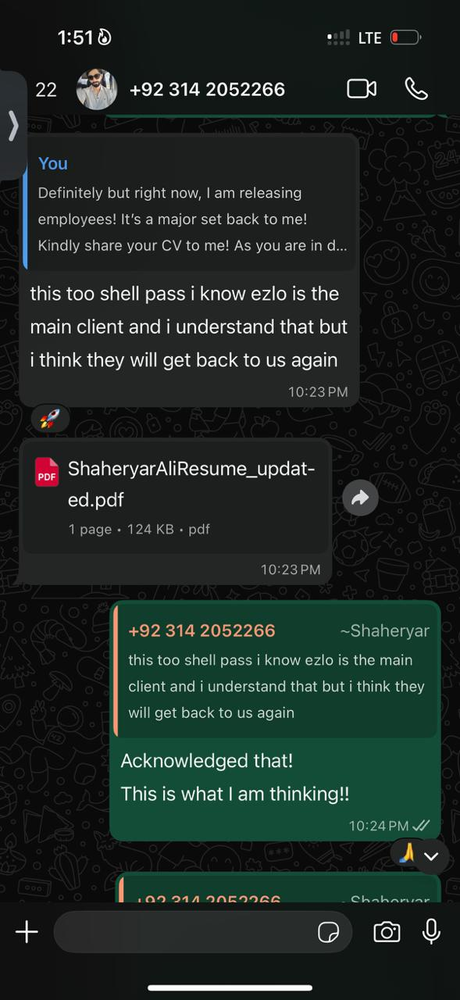 1:51
LTE
22
+92 314 2052266
You
Definitely but right now, I am releasing
employees! It’s a major set back to me!
Kindly share your CV to me! As you are in d...
this too shell pass i know ezlo is the
main client and i understand that but
i think they will get back to us again
10:23 PM
PDF
ShaheryarAliResume_updat-
ed.pdf
1 page • 124 KB • pdf
10:23 PM
+92 314 2052266 ~Shaheryar
this too shell pass i know ezlo is the main
client and i understand that but i think they
will get back to us again
Acknowledged that!
This is what I am thinking!!
10:24 PM
+92 314 2052266 ~Shaheryar